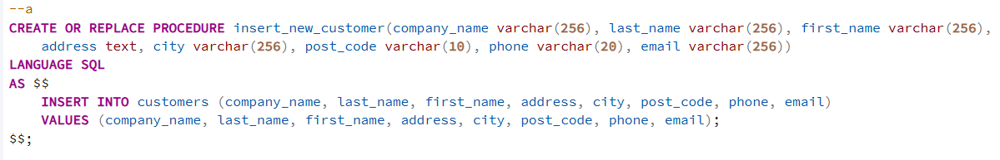 --a
CREATE OR REPLACE PROCEDURE insert_new_customer(company_name varchar(256), last_name varchar(256), first_name varchar(256),
    address text, city varchar(256), post_code varchar(10), phone varchar(20), email varchar(256))
LANGUAGE SQL
AS $$
    INSERT INTO customers (company_name, last_name, first_name, address, city, post_code, phone, email)
    VALUES (company_name, last_name, first_name, address, city, post_code, phone, email);
$$;